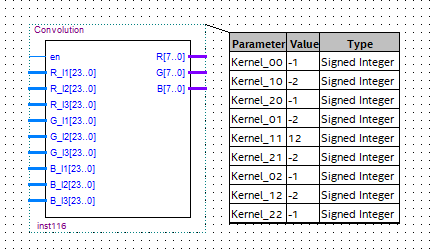 Convolution
en
R_I1[23..0]
R_I2[23..0]
R_I3[23..0]
G_I1[23..0]
G_I2[23..0]
G_I3[23..0]
B_I1[23..0]
B_I2[23..0]
B_I3[23..0]
R[7..0]
G[7..0]
B[7..0]
inst116
Parameter Value Type
Kernel_00 -1 Signed Integer
Kernel_10 -2 Signed Integer
Kernel_20 -1 Signed Integer
Kernel_01 -2 Signed Integer
Kernel_11 12 Signed Integer
Kernel_21 -2 Signed Integer
Kernel_02 -1 Signed Integer
Kernel_12 -2 Signed Integer
Kernel_22 -1 Signed Integer